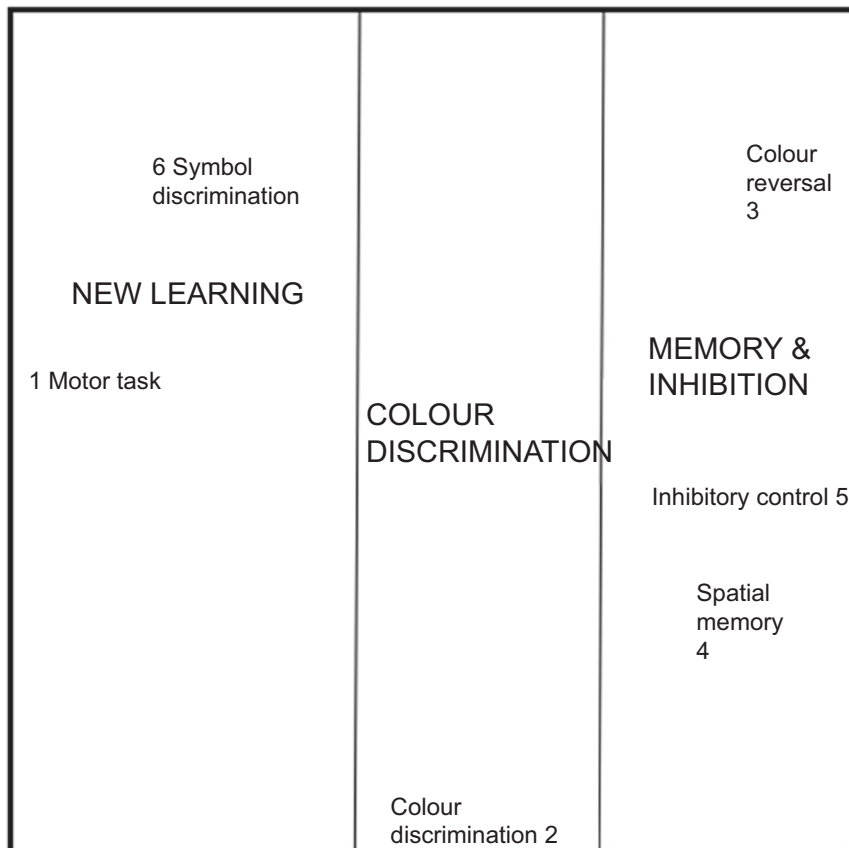 6 Symbol
discrimination
NEW LEARNING
1 Motor task
COLOUR
DISCRIMINATION
Colour
discrimination 2
Colour
reversal
3
MEMORY &
INHIBITION
Inhibitory control 5
Spatial
memory
4